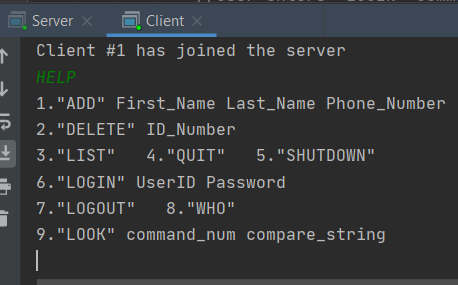 Server Client
Client #1 has joined the server
HELP
1."ADD" First_Name Last_Name Phone_Number
2."DELETE" ID_Number
3."LIST" 4."QUIT" 5."SHUTDOWN"
6."LOGIN" UserID Password
7."LOGOUT" 8."WHO"
9."LOOK" command_num compare_string